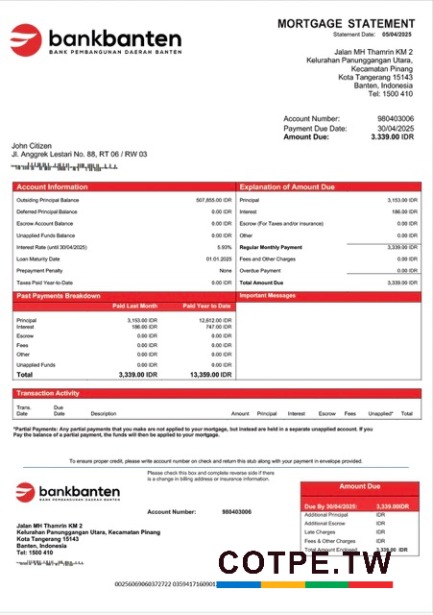 bankbanten
BANK PEMBANGUNAN DAERAH BANTEN
MORTGAGE STATEMENT
Statement Date: 05/04/2025
Jalan MH Thamrin KM 2
Kelurahan Panunggangan Utara,
Kecamatan Pinang
Kota Tangerang 15143
Banten, Indonesia
Tel: 1500 410
Account Number: 980403006
Payment Due Date: 30/04/2025
Amount Due: 3.339.00 IDR
John Citizen
Jl. Anggrek Lestari No. 88, RT 06 / RW 03
Account Information
Outsiding Principal Balance 507,855.00 IDR
Deferred Principal Balance 0.00 IDR
Escrow Account Balance 0.00 IDR
Unapplied Funds Balance 0.00 IDR
Interest Rate (until 30/04/2025) 5.50%
Loan Maturity Date 01.01.2025
Prepayment Penalty None
Taxes Paid Year-to-Date 0.00 IDR
Explanation of Amount Due
Principal 3,153.00 IDR
Interest 186.00 IDR
Escrow (For Taxes and/or insurance) 0.00 IDR
Other 0.00 IDR
Regular Monthly Payment 3,339.00 IDR
Fees and Other Charges 0.00 IDR
Overdue Payment 0.00 IDR
Total Amount Due 3,339.00 IDR
Past Payments Breakdown
Paid Last Month Paid Year to Date
Principal 3,153.00 IDR 12,612.00 IDR
Interest 186.00 IDR 747.00 IDR
Escrow 0.00 IDR 0.00 IDR
Fees 0.00 IDR 0.00 IDR
Other 0.00 IDR 0.00 IDR
Unapplied Funds 0.00 IDR 0.00 IDR
Total 3,339.00 IDR 13,359.00 IDR
Important Messages
Transcation Activity
Trans. Date Due Date Description Amount Principal Interest Escrow Fees Unapplied* Total
*Partial Payments: Any partial payments that you make are not applied to your mortgage, but instead are held in a separate unapplied account. If you
Pay the balance of a partial payment, the funds will then be applied to your mortgage.
To ensure proper credit, please write account number on check and return this stub along with your payment in envelope provided.
Please check this box and complete reverse side if there
is a change in billing address or insurance information.
bankbanten
BANK PEMBANGUNAN DAERAH BANTEN
Account Number: 980403006
Jalan MH Thamrin KM 2
Kelurahan Panunggangan Utara, Kecamatan Pinang
Kota Tangerang 15143
Banten, Indonesia
Tel: 1500 410
Amount Due
Due By 30/04/2025: 3,339.00IDR
Additional Principal IDR
Additional Escrow IDR
Late Charges IDR
Fees & Other Charges IDR
Total Amount Enclosed 3,339.00 IDR
COTPE.TW
00256069060372722 0359417160901